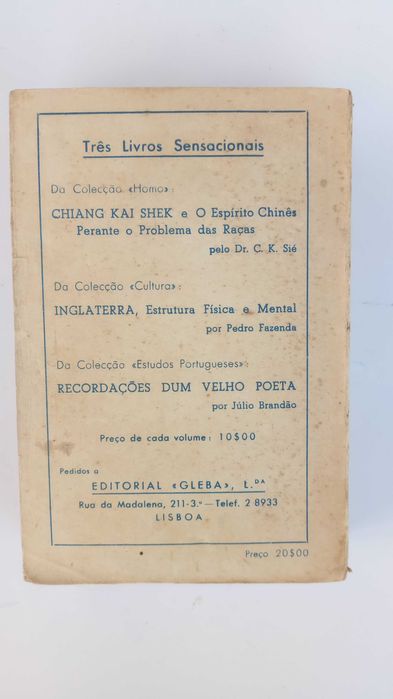 Três Livros Sensacionais
Da Colecção «Homo»:
CHIANG KAI SHEK e O Espírito Chinês
Perante o Problema das Raças
pelo Dr. C. K. Sié
Da Colecção «Cultura»:
INGLATERRA, Estrutura Física e Mental
por Pedro Fazenda
Da Colecção «Estudos Portugueses»:
RECORDAÇÕES DUM VELHO POETA
por Júlio Brandão
Preço de cada volume: 10$00
Pedidos a
EDITORIAL «GLEBA», L.DA
Rua da Madalena, 211-3.º — Telef. 2 8933
LISBOA
Preço 20$00